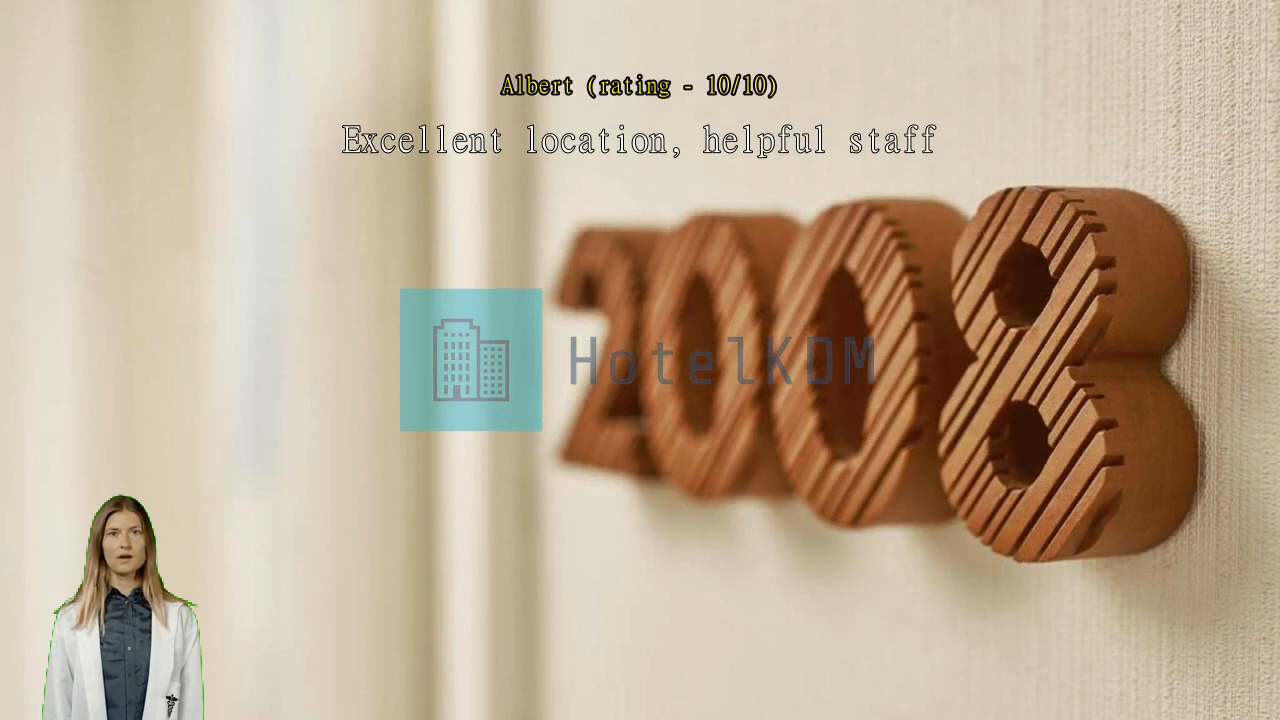 Albert (rating - 10/10)
Excellent location, helpful staff
2008
HotelKDM